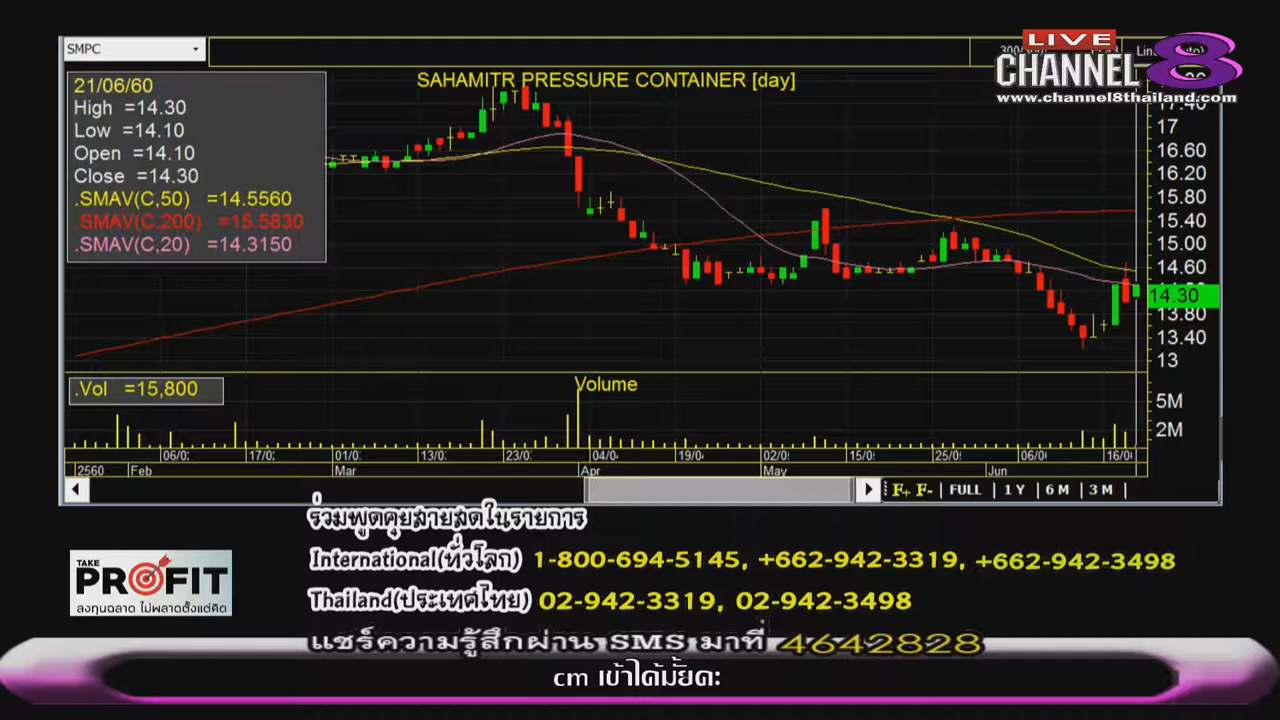 SMPC
LIVE
CHANNEL 8
www.channel8thailand.com
SAHAMITR PRESSURE CONTAINER [day]
21/06/60
High =14.30
Low =14.10
Open =14.10
Close =14.30
.SMAV(C,50) =14.5560
.SMAV(C,200) =15.5830
.SMAV(C,20) =14.3150
17.40
17
16.60
16.20
15.80
15.40
15.00
14.60
14.30
13.80
13.40
13
.Vol =15,800
Volume
5M
2M
06/0: 17/0: 01/0: 13/0: 23/0: 04/0 19/0 02/0: 15/0: 25/0: 06/0 16/0
2560 Feb Mar Apr May Jun
F+ F- FULL 1 Y 6 M 3 M
ร่วมพูดคุยสายสดในรายการ
International(ทั่วโลก) 1-800-694-5145, +662-942-3319, +662-942-3498
TAKE PROFIT
ลงทุนฉลาด ไม่พลาดตั้งแต่คิด
Thailand(ประเทศไทย) 02-942-3319, 02-942-3498
แชร์ความรู้สึกผ่าน SMS มาที่ 4642828
cm เข้าได้มั้ยคะ